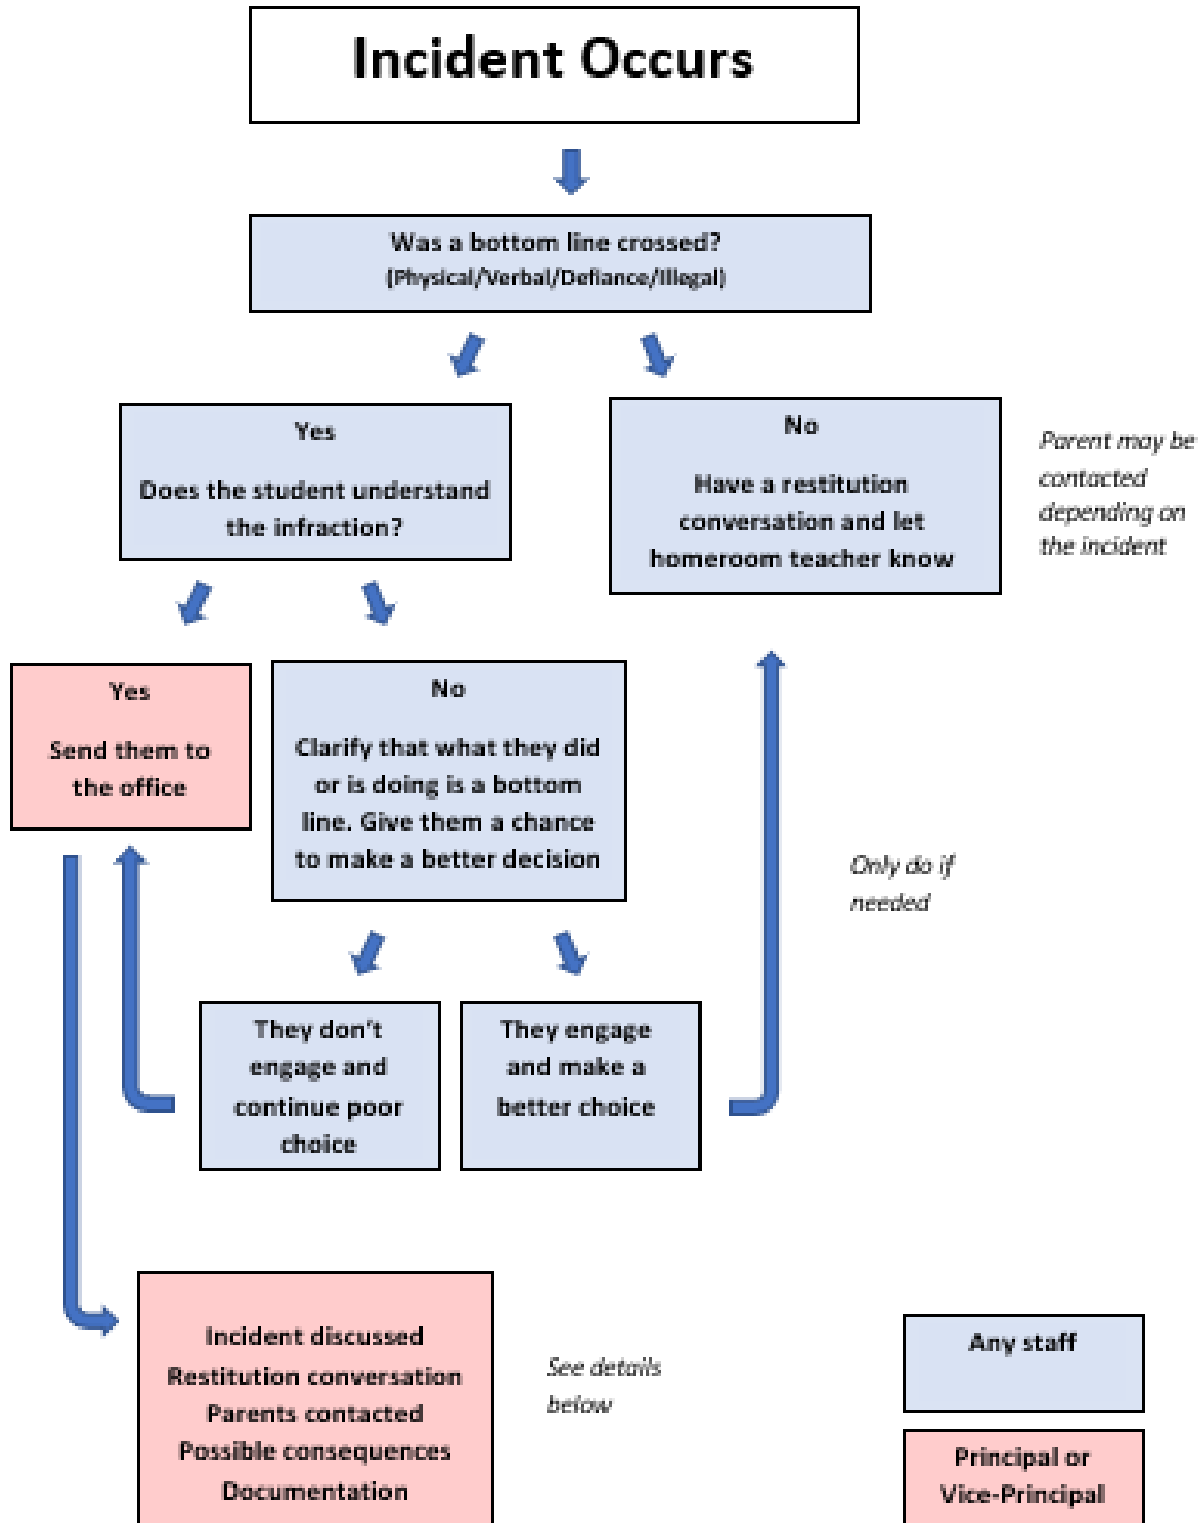 Incident Occurs
Was a bottom line crossed?
(Physical/Verbal/Defiance/Illegal)
Yes
Does the student understand
the infraction?
No
Have a restitution
conversation and let
homeroom teacher know
Parent may be
contacted
depending on
the incident
Yes
Send them to
the office
No
Clarify that what they did
or is doing is a bottom
line. Give them a chance
to make a better decision
Only do if
needed
They don't
engage and
continue poor
choice
They engage
and make a
better choice
Incident discussed
Restitution conversation
Parents contacted
Possible consequences
Documentation
See details
below
Any staff
Principal or
Vice-Principal